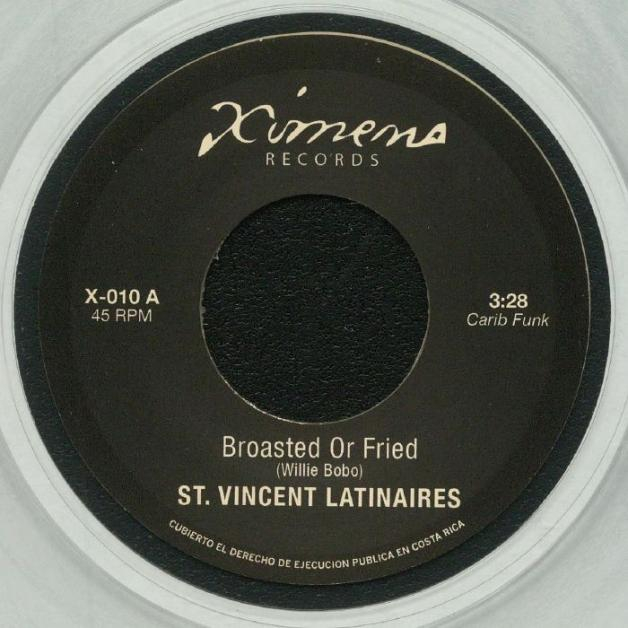 Ximena
RECORDS
X-010 A
45 RPM
3:28
Carib Funk
Broasted Or Fried
(Willie Bobo)
ST. VINCENT LATINAIRES
CUBIERTO EL DERECHO DE EJECUCION PUBLICA EN COSTA RICA